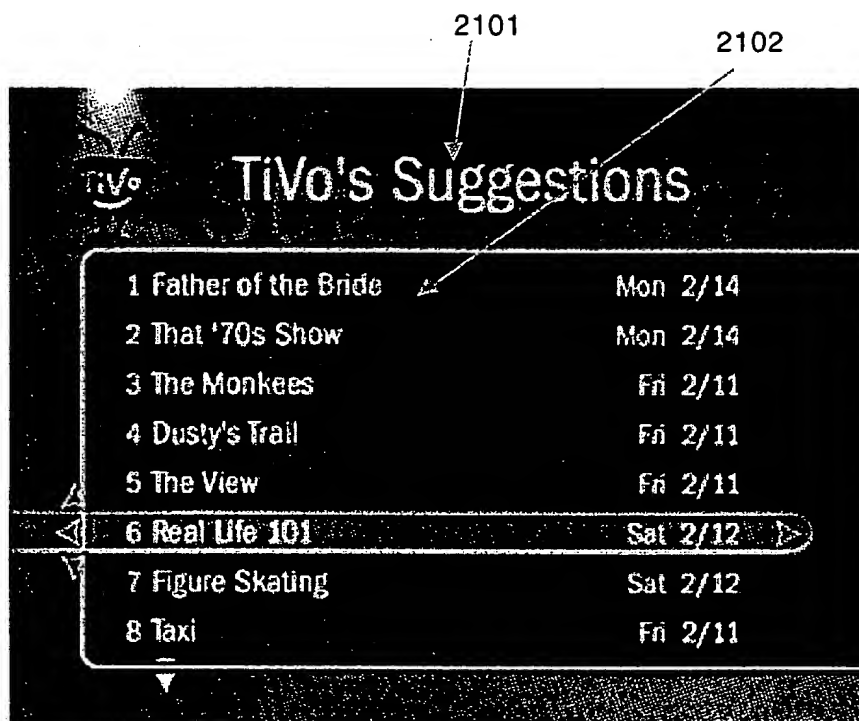 2101
2102
TiVo
TiVo's Suggestions
1 Father of the Bride Mon 2/14
2 That '70s Show Mon 2/14
3 The Monkees Fri 2/11
4 Dusty's Trail Fri 2/11
5 The View Fri 2/11
6 Real Life 101 Sat 2/12
7 Figure Skating Sat 2/12
8 Taxi Fri 2/11